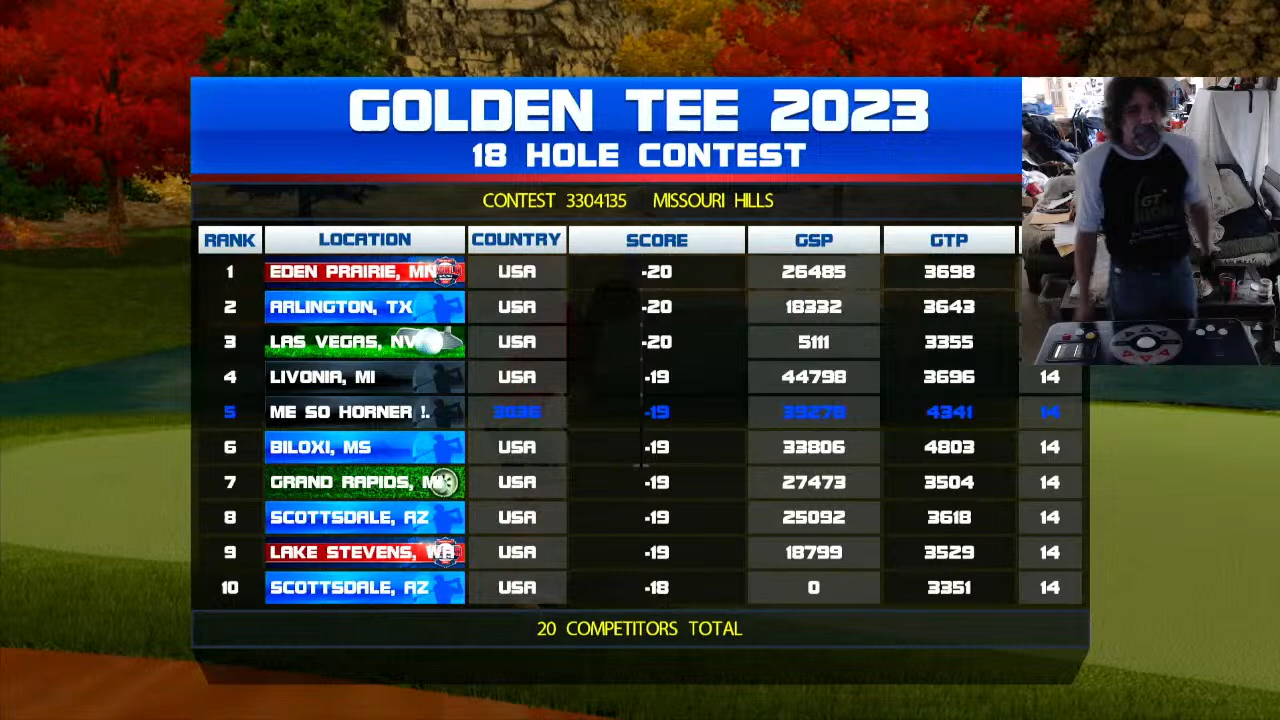 GOLDEN TEE 2023
18 HOLE CONTEST
CONTEST 3304135 MISSOURI HILLS
RANK LOCATION COUNTRY SCORE GSP GTP
1 EDEN PRAIRIE, MN USA -20 26485 3698
2 ARLINGTON, TX USA -20 18332 3643
3 LAS VEGAS, NV USA -20 5111 3355
4 LIVONIA, MI USA -19 44798 3696 14
5 ME SO HORNER !. 3036 -19 39278 4341 14
6 BILOXI, MS USA -19 33806 4803 14
7 GRAND RAPIDS, MI USA -19 27473 3504 14
8 SCOTTSDALE, AZ USA -19 25092 3618 14
9 LAKE STEVENS, WA USA -19 18799 3529 14
10 SCOTTSDALE, AZ USA -18 0 3351 14
20 COMPETITORS TOTAL
GT